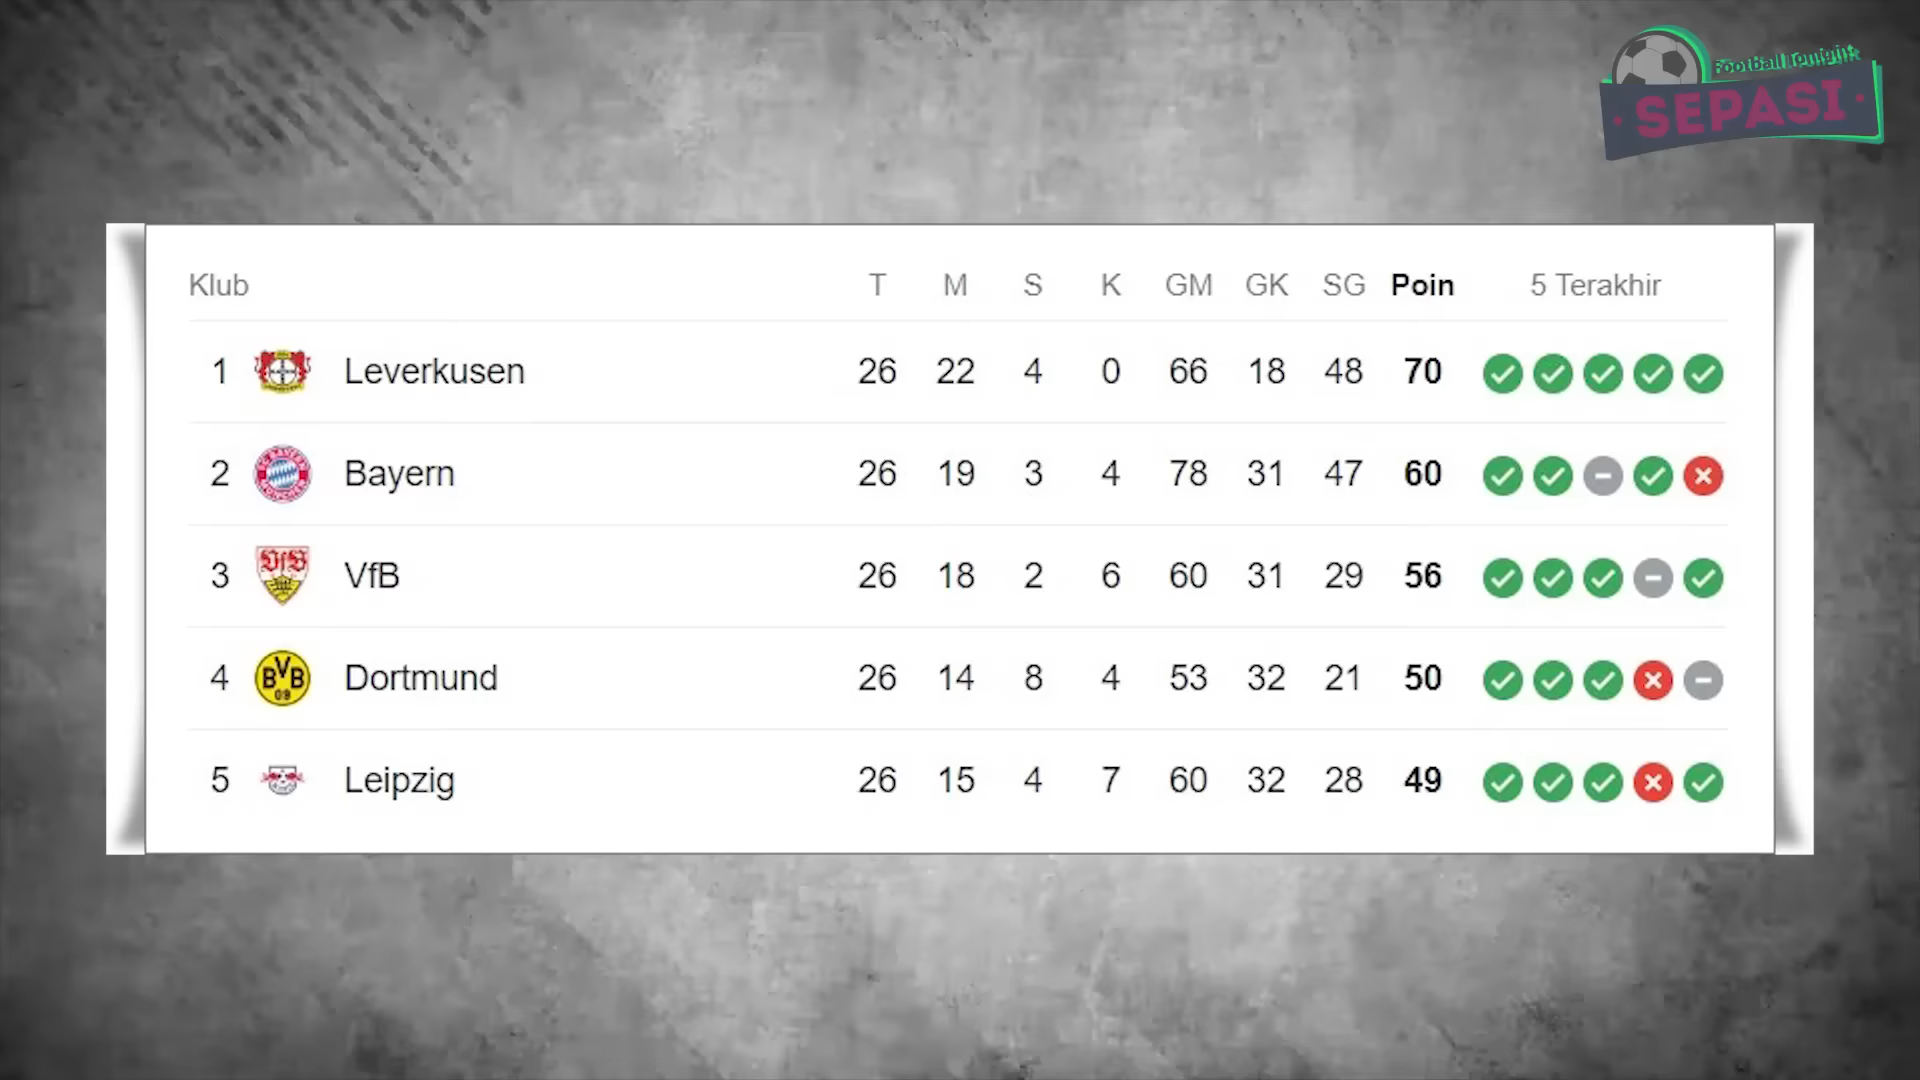 Football Tonight
SEPASI
Klub T M S K GM GK SG Poin 5 Terakhir
1 Leverkusen 26 22 4 0 66 18 48 70
2 Bayern 26 19 3 4 78 31 47 60
3 VfB 26 18 2 6 60 31 29 56
4 BVB 09 Dortmund 26 14 8 4 53 32 21 50
5 Leipzig 26 15 4 7 60 32 28 49